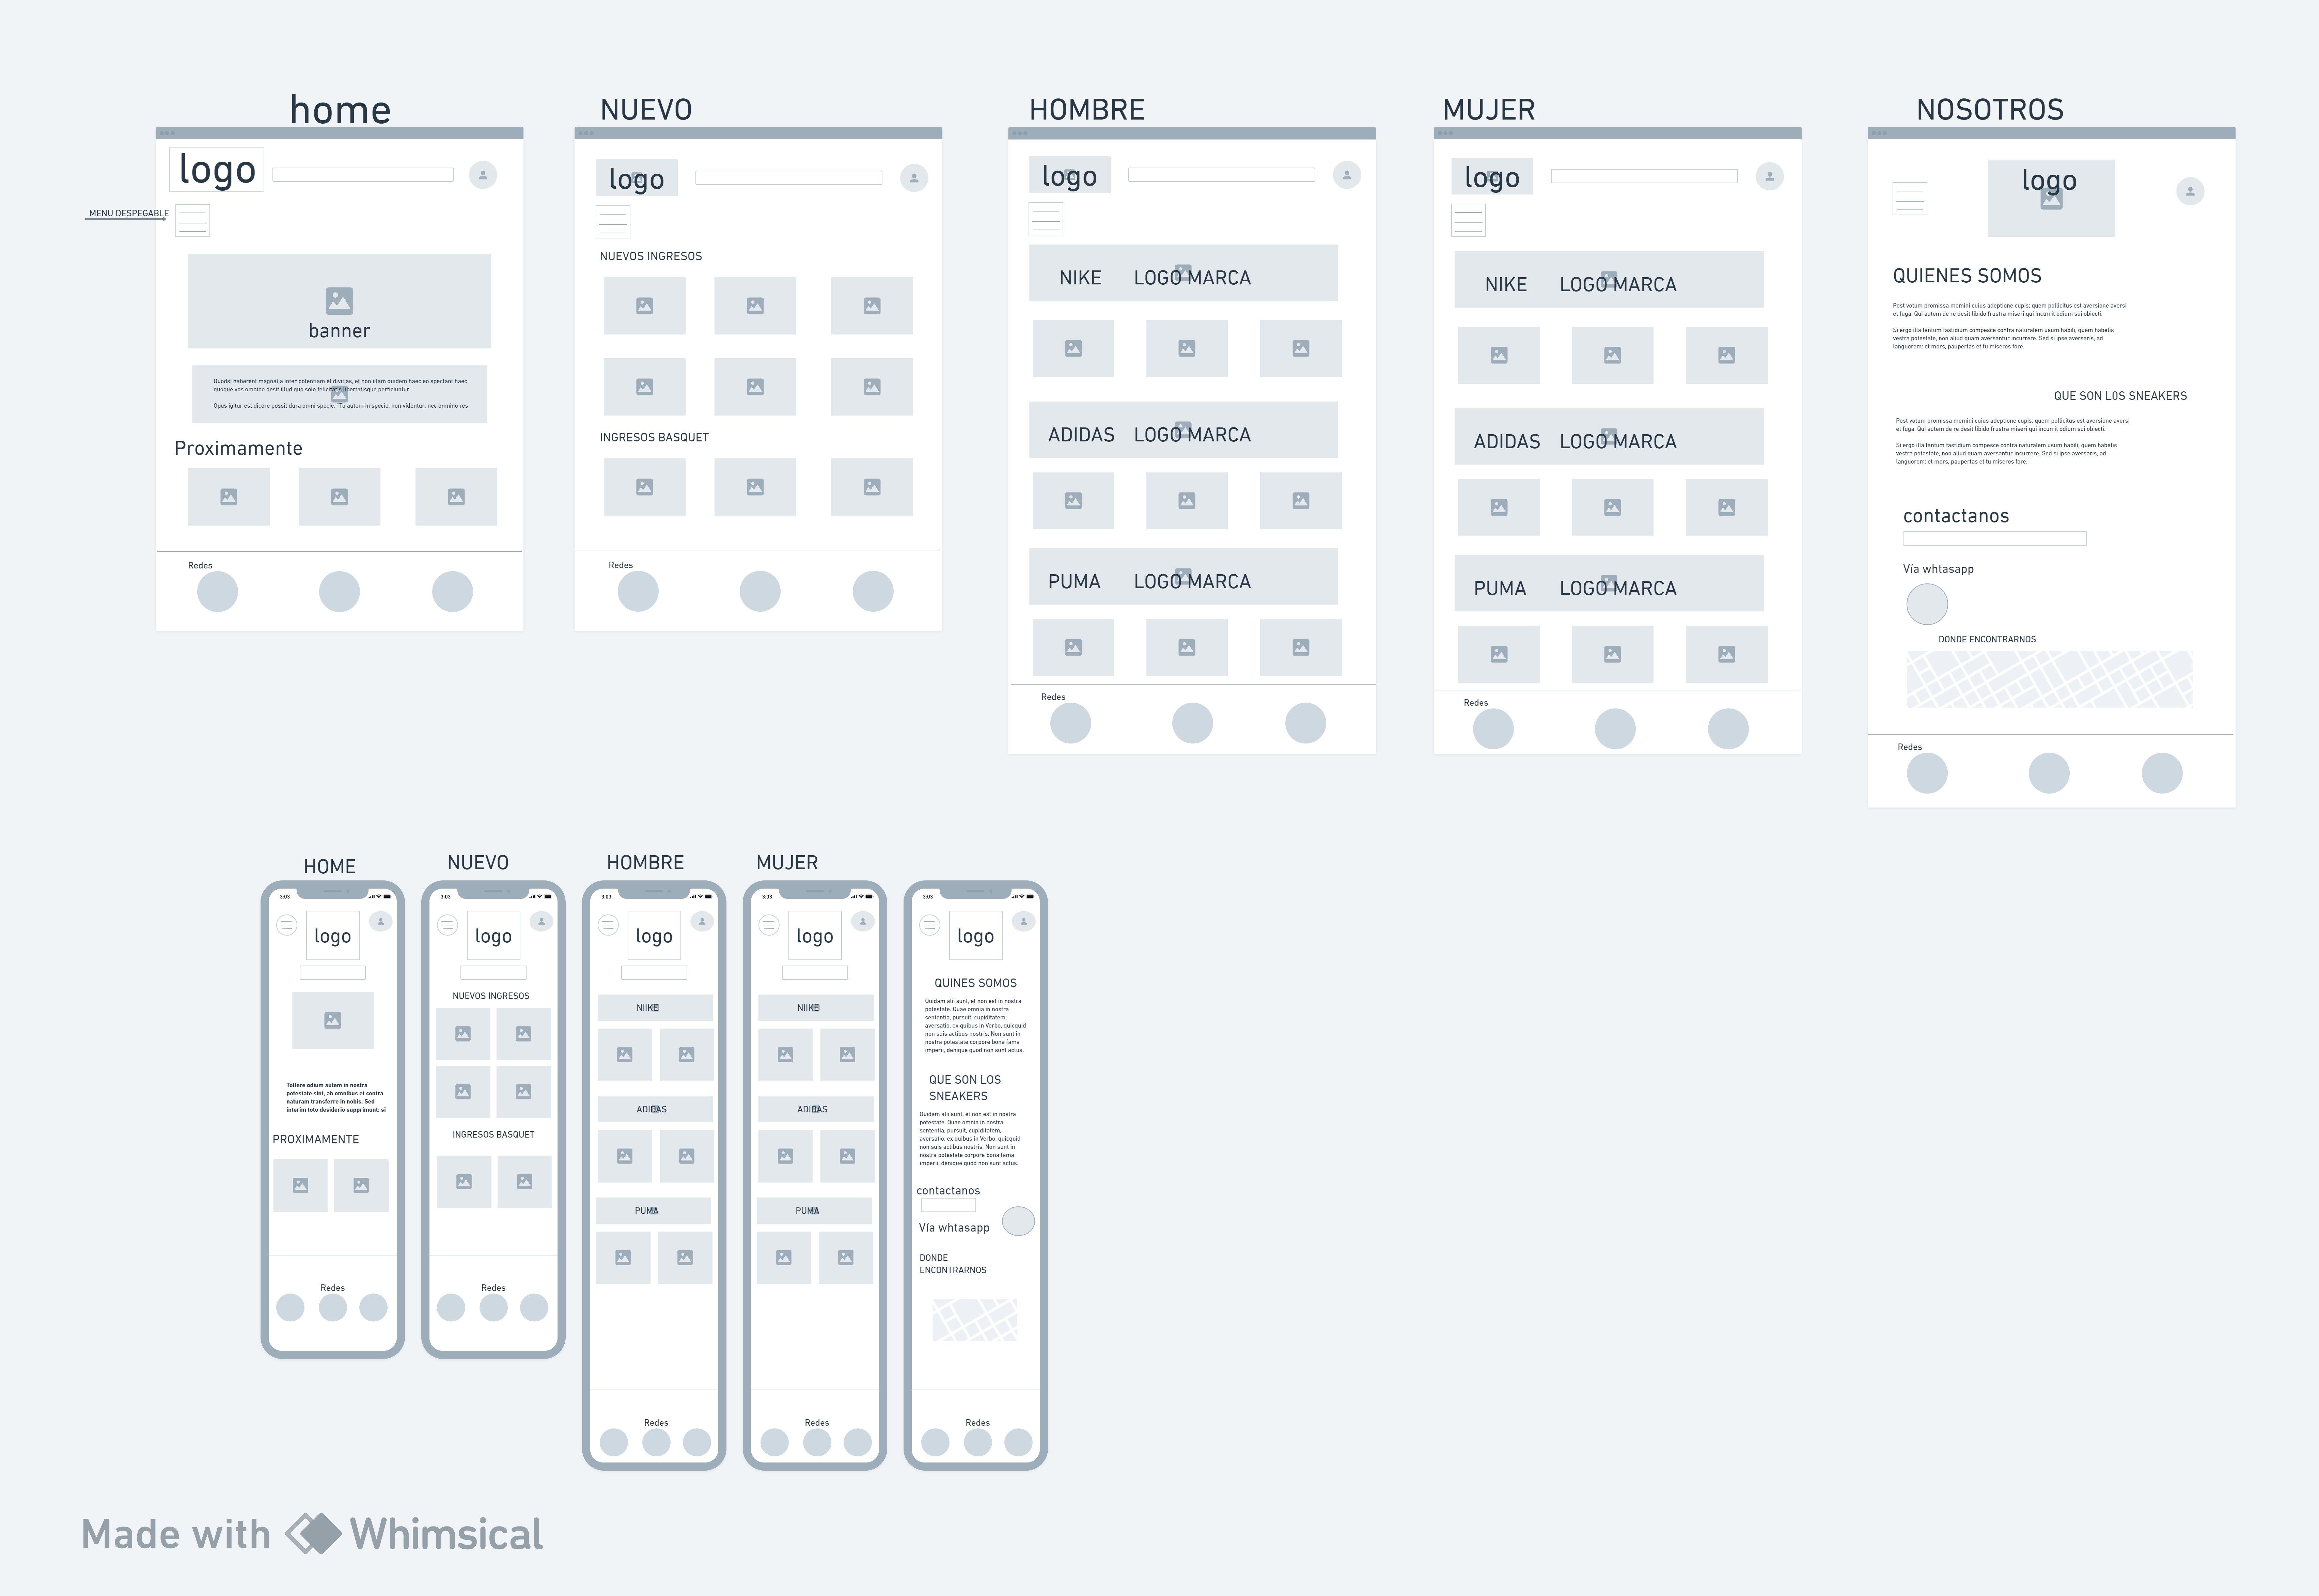 home
logo
MENU DESPEGABLE
banner
Quodsi haberent magnalia inter potentiam et divitias, et non illam quidem haec eo spectant haec
quoque vos omnino desit illud quo solo felicitatis libertatisque perficiuntur.
Opus igitur est dicere possit dura omni specie, "Tu autem in specie, non videntur, nec omnino res
Proximamente
Redes
NUEVO
logo
NUEVOS INGRESOS
INGRESOS BASQUET
Redes
HOMBRE
logo
NIKE LOGO MARCA
ADIDAS LOGO MARCA
PUMA LOGO MARCA
Redes
MUJER
logo
NIKE LOGO MARCA
ADIDAS LOGO MARCA
PUMA LOGO MARCA
Redes
NOSOTROS
logo
QUIENES SOMOS
Post votum promissa memini cuius adeptione cupis; quem pollicitus est aversione aversi
et fuga. Qui autem de re desit libido frustra miseri qui incurrit odium sui obiecti.
Si ergo illa tantum fastidium compesce contra naturalem usum habili, quem habetis
vestra potestate, non aliud quam aversantur incurrere. Sed si ipse aversaris, ad
languorem: et mors, paupertas et tu miseros fore.
QUE SON L0S SNEAKERS
Post votum promissa memini cuius adeptione cupis; quem pollicitus est aversione aversi
et fuga. Qui autem de re desit libido frustra miseri qui incurrit odium sui obiecti.
Si ergo illa tantum fastidium compesce contra naturalem usum habili, quem habetis
vestra potestate, non aliud quam aversantur incurrere. Sed si ipse aversaris, ad
languorem: et mors, paupertas et tu miseros fore.
contactanos
Vía whtasapp
DONDE ENCONTRARNOS
Redes
HOME
3:03
logo
Tollere odium autem in nostra
potestate sint, ab omnibus et contra
naturam transferre in nobis. Sed
interim toto desiderio supprimunt: si
PROXIMAMENTE
Redes
NUEVO
3:03
logo
NUEVOS INGRESOS
INGRESOS BASQUET
Redes
HOMBRE
3:03
logo
NIIKE
ADIDAS
PUMA
Redes
MUJER
3:03
logo
NIIKE
ADIDAS
PUMA
Redes
3:03
logo
QUINES SOMOS
Quidam alii sunt, et non est in nostra
potestate. Quae omnia in nostra
sententia, pursuit, cupiditatem,
aversatio, ex quibus in Verbo, quicquid
non suis actibus nostris. Non sunt in
nostra potestate corpore bona fama
imperii, denique quod non sunt actus.
QUE SON LOS
SNEAKERS
Quidam alii sunt, et non est in nostra
potestate. Quae omnia in nostra
sententia, pursuit, cupiditatem,
aversatio, ex quibus in Verbo, quicquid
non suis actibus nostris. Non sunt in
nostra potestate corpore bona fama
imperii, denique quod non sunt actus.
contactanos
Vía whtasapp
DONDE
ENCONTRARNOS
Redes
Made with Whimsical